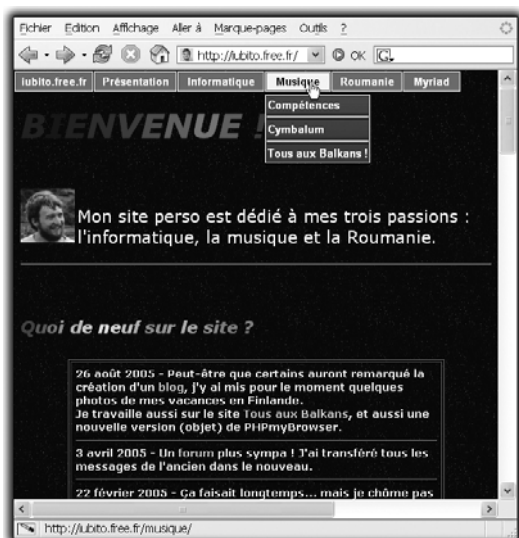 Fichier Edition Affichage Aller à Marque-pages Outils ?
http://iubito.free.fr/ OK G
iubito.free.fr Présentation Informatique Musique Roumanie Myriad
Compétences
Cymbalum
Tous aux Balkans !
BIENVENUE !
Mon site perso est dédié à mes trois passions :
l'informatique, la musique et la Roumanie.
Quoi de neuf sur le site ?
26 août 2005 - Peut-être que certains auront remarqué la
création d'un blog, j'y ai mis pour le moment quelques
photos de mes vacances en Finlande.
Je travaille aussi sur le site Tous aux Balkans, et aussi une
nouvelle version (objet) de PHPmyBrowser.
3 avril 2005 - Un forum plus sympa ! J'ai transféré tous les
messages de l'ancien dans le nouveau.
22 février 2005 - Ça faisait longtemps... mais je chôme pas
http://iubito.free.fr/musique/